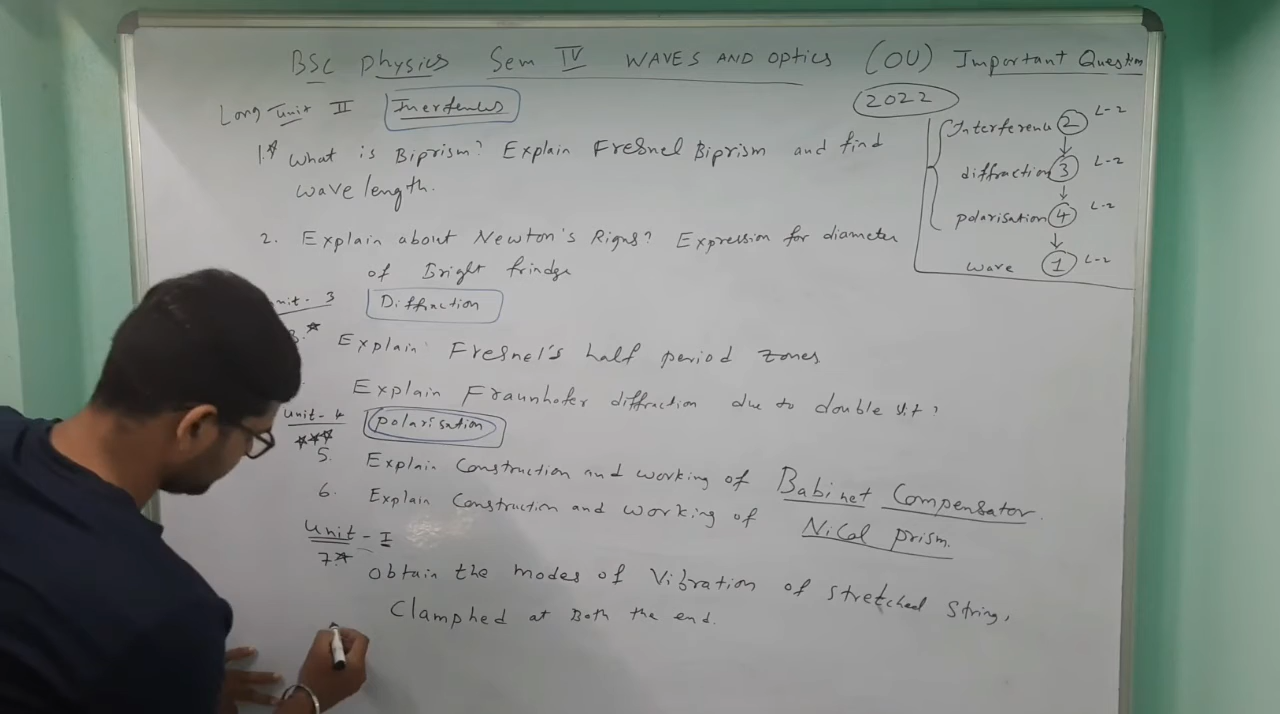 BSc Physics Sem IV WAVES AND Optics (OU) Important Question
2022
Long Unit II
1. What is Biprism? Explain Fresnel Biprism and find
wave length.
2. Explain about Newton's Rigns? Expression for diameter
of Bright frindge
Interference 2 L-2
diffraction 3 L-2
polarisation 4 L-2
wave 1 L-2
Unit - 3 Diffraction
3. Explain Fresnel's half period zones
Explain Fraunhofer diffraction due to double slit?
Unit - 4 polarisation
5. Explain Construction and working of Babinet Compensator.
6. Explain Construction and working of Nicol prism.
Unit - I
7. Obtain the modes of Vibration of stretched string,
Clamphed at Both the end.